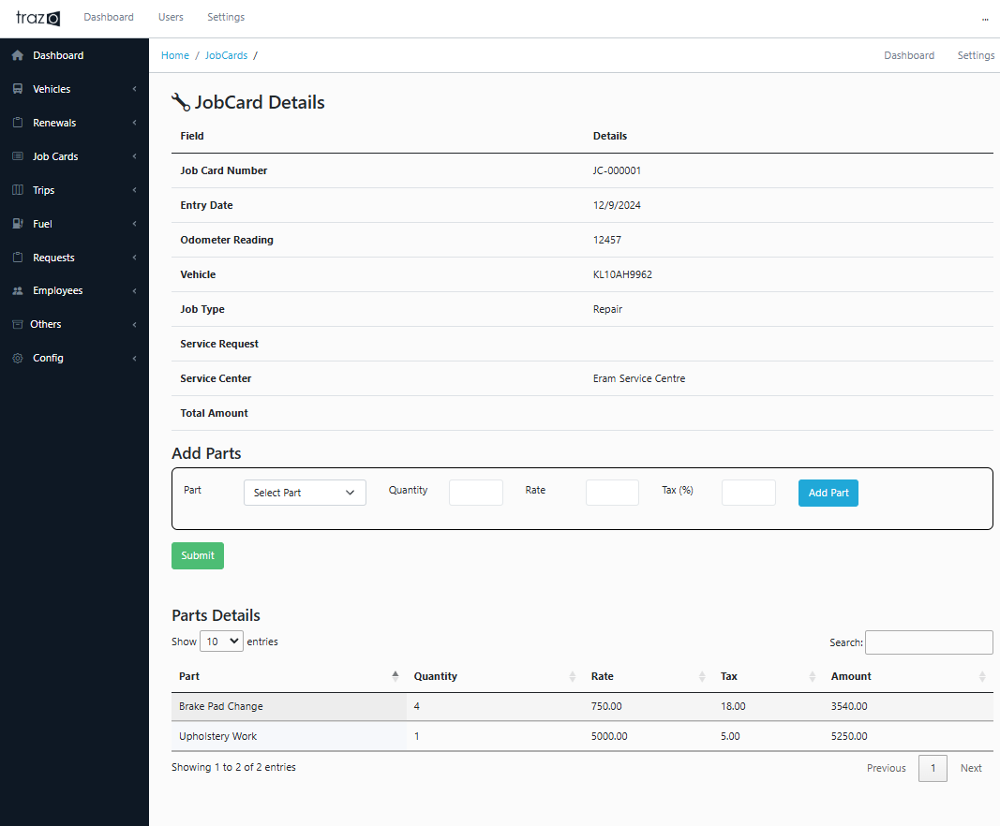 trazo Dashboard Users Settings ...
Home / JobCards / Dashboard Settings
Dashboard
Vehicles
Renewals
Job Cards
Trips
Fuel
Requests
Employees
Others
Config
JobCard Details
Field Details
Job Card Number JC-000001
Entry Date 12/9/2024
Odometer Reading 12457
Vehicle KL10AH9962
Job Type Repair
Service Request
Service Center Eram Service Centre
Total Amount
Add Parts
Part Select Part Quantity Rate Tax (%) Add Part
Submit
Parts Details
Show 10 entries Search:
Part Quantity Rate Tax Amount
Brake Pad Change 4 750.00 18.00 3540.00
Upholstery Work 1 5000.00 5.00 5250.00
Showing 1 to 2 of 2 entries Previous 1 Next